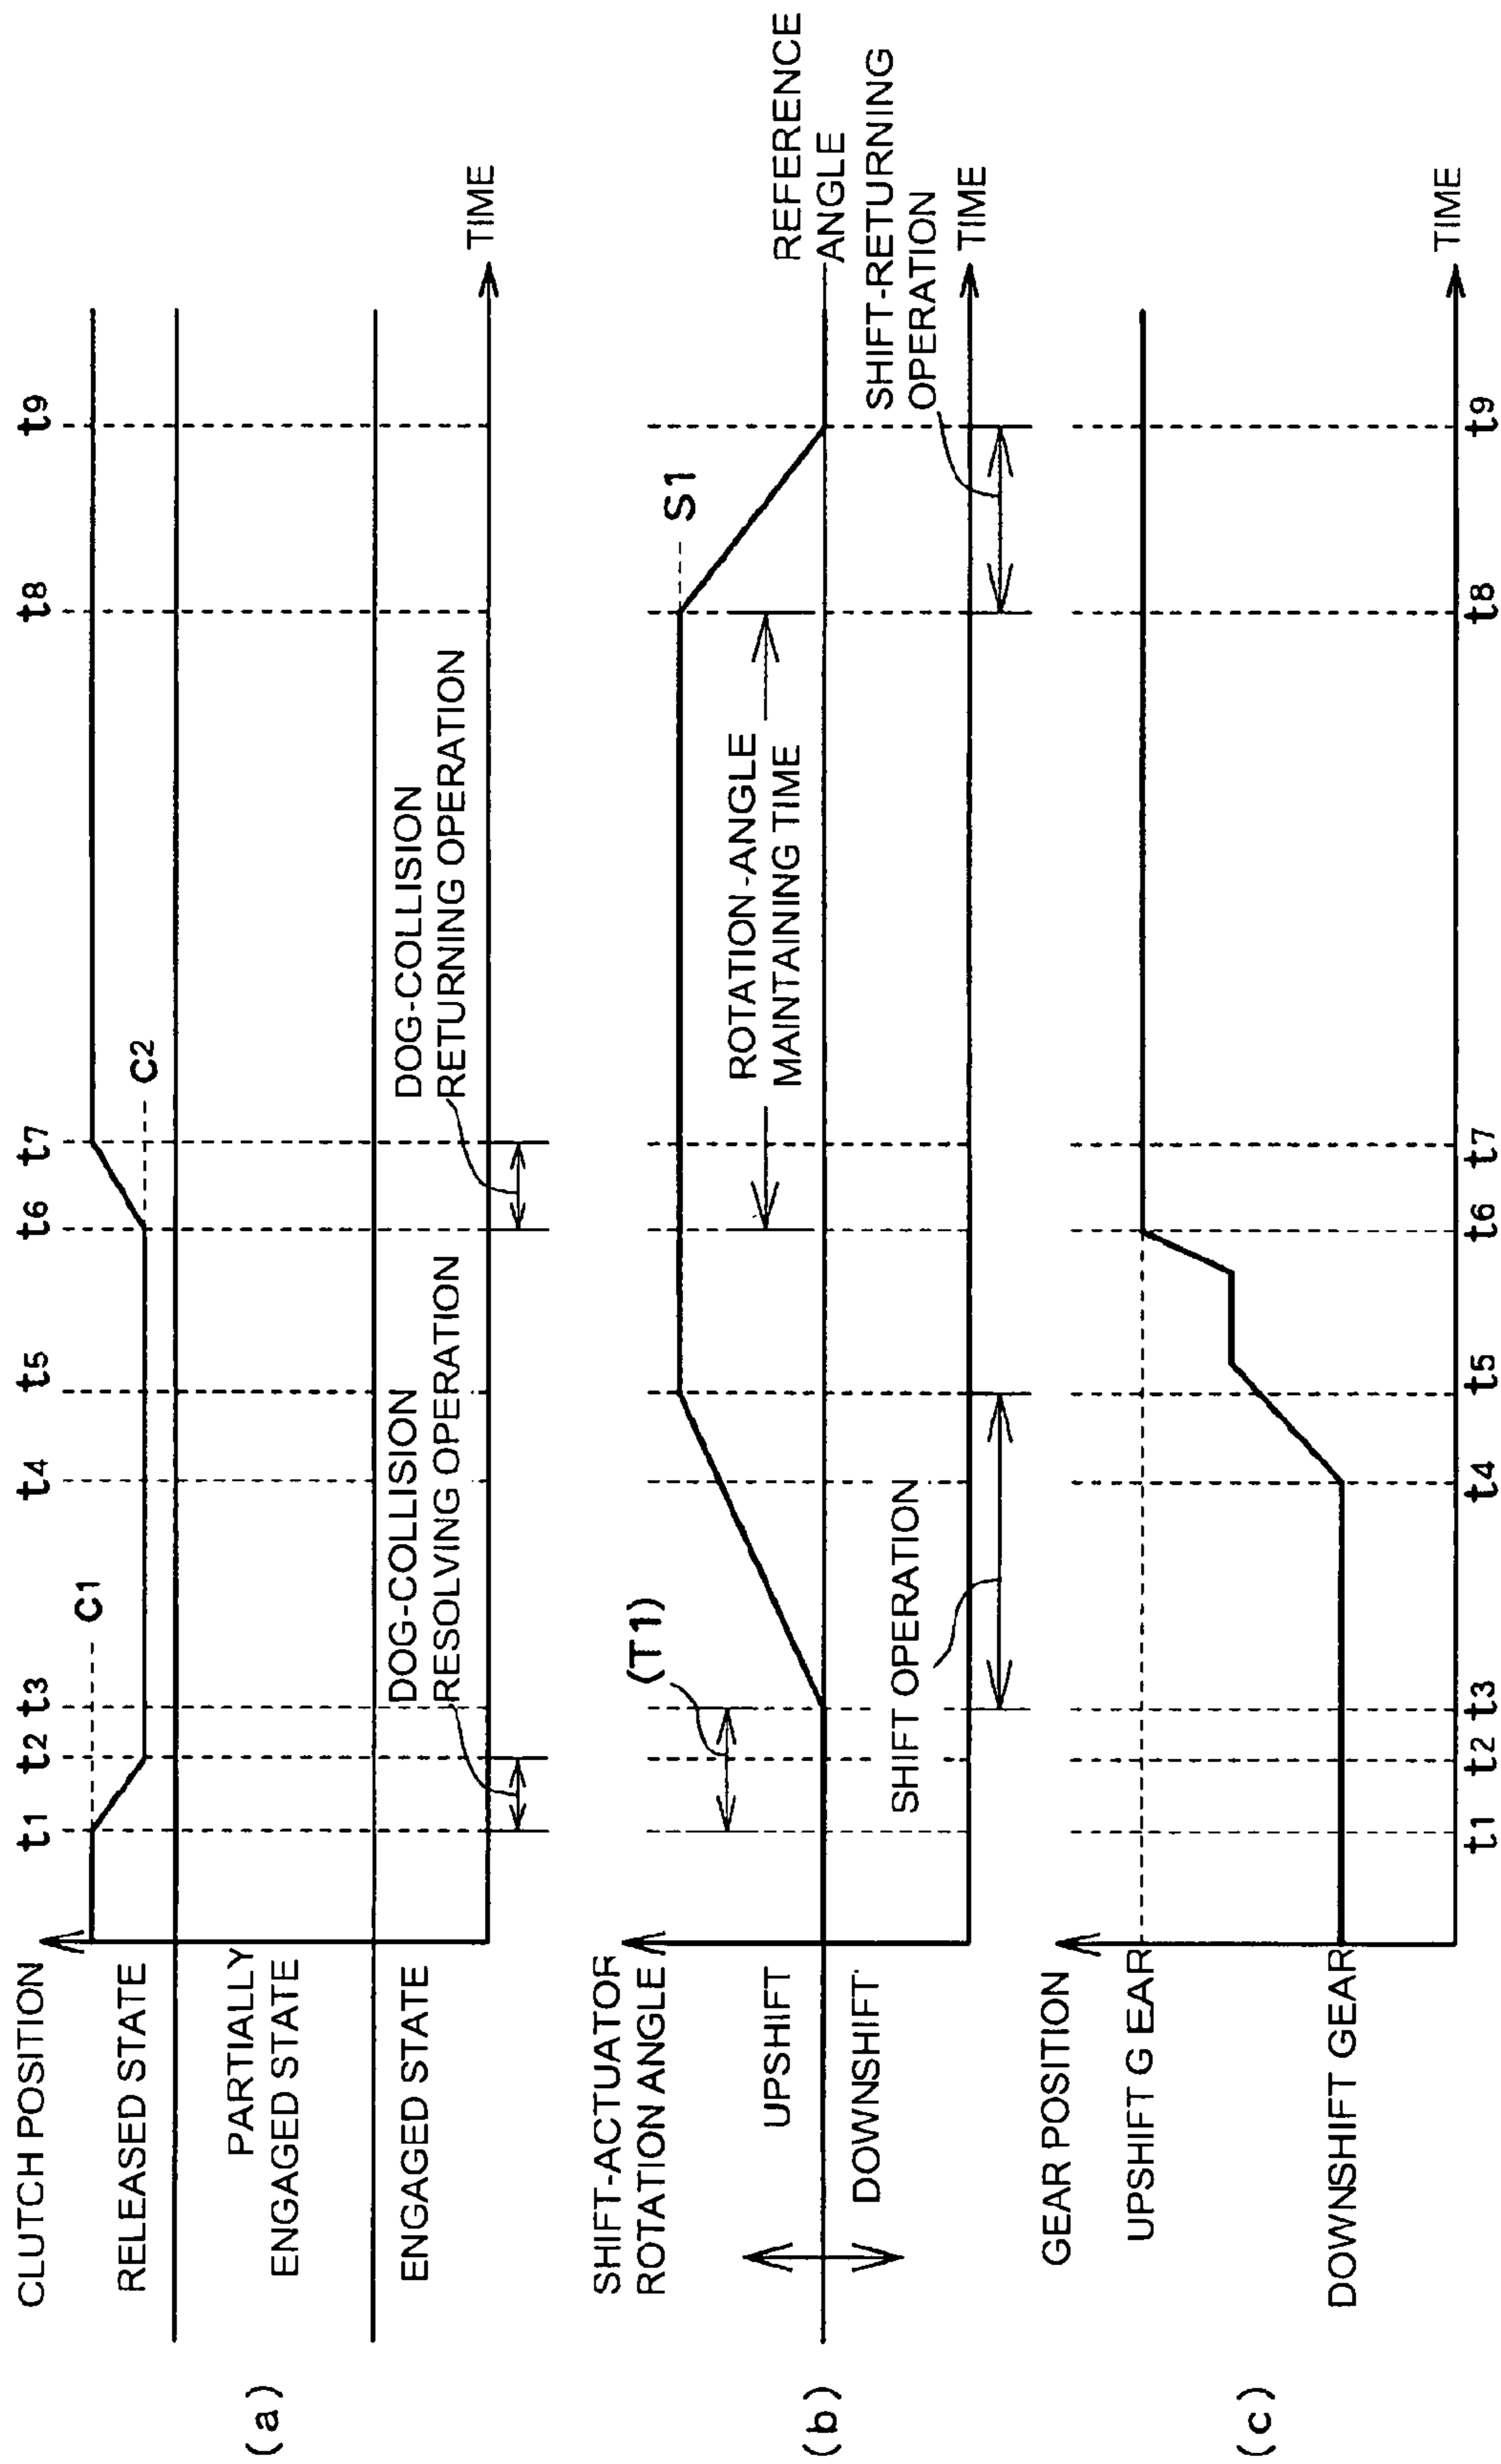 (a)
CLUTCH POSITION
RELEASED STATE
PARTIALLY
ENGAGED STATE
ENGAGED STATE
t1 t2 t3 t4 t5 t6 t7 t8 t9
C1
C2
DOG-COLLISION
RESOLVING OPERATION
DOG-COLLISION
RETURNING OPERATION
TIME
(b)
SHIFT-ACTUATOR
ROTATION ANGLE
UPSHIFT
DOWNSHIFT
(T1)
SHIFT OPERATION
ROTATION-ANGLE
MAINTAINING TIME
S1
REFERENCE
ANGLE
SHIFT-RETURNING
OPERATION
TIME
(c)
GEAR POSITION
UPSHIFT G EAR
DOWNSHIFT GEAR
TIME
t1 t2 t3 t4 t5 t6 t7 t8 t9